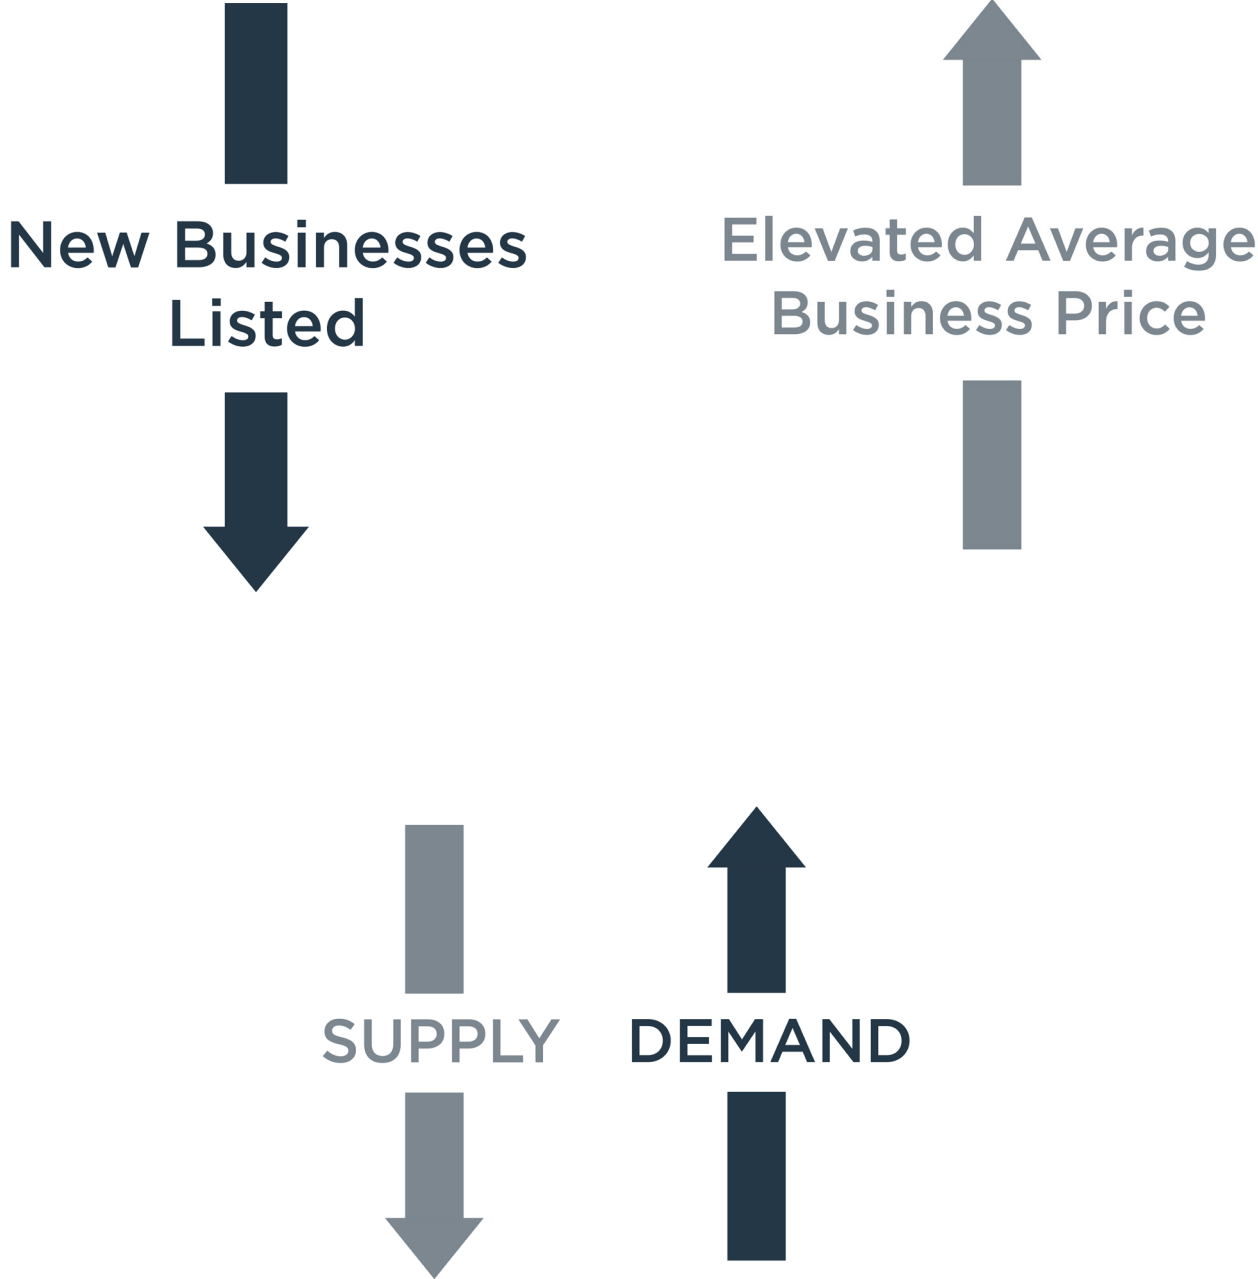 New Businesses
Listed
Elevated Average
Business Price
SUPPLY
DEMAND